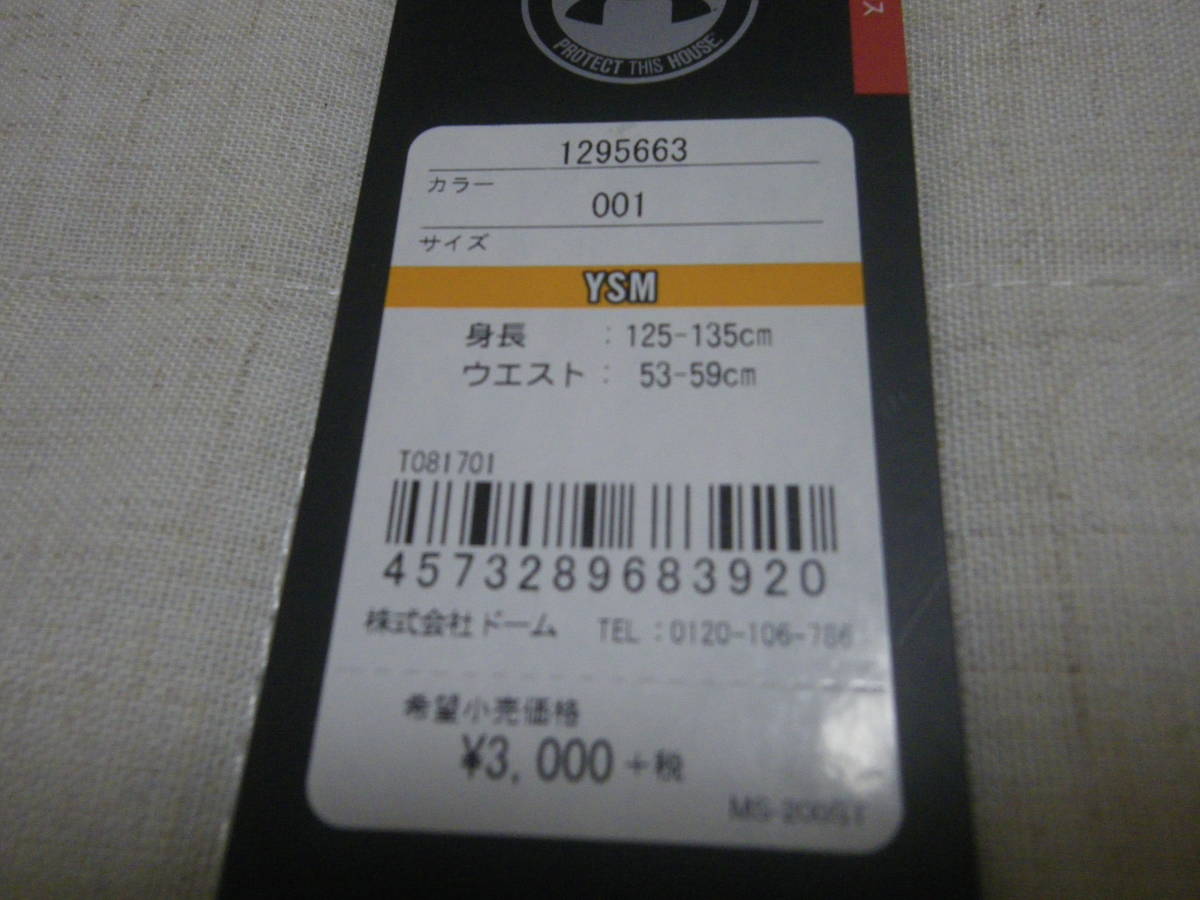 PROTECT THIS HOUSE.
ス
1295663
カラー
001
サイズ
YSM
身長 : 125-135cm
ウエスト : 53-59cm
T081701
4573289683920
株式会社ドーム TEL:0120-106-786
希望小売価格
¥3,000+税